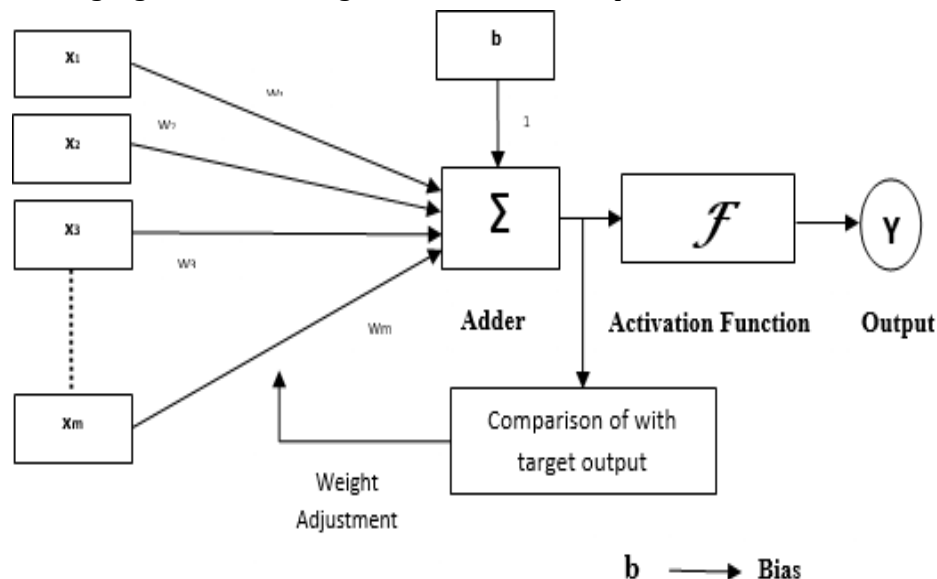 b
x₁
w₁
x₂
w₂
1
x₃
Σ
ℱ
Y
w₃
wm
Adder
Activation Function
Output
xm
Comparison of with
target output
Weight
Adjustment
b → Bias